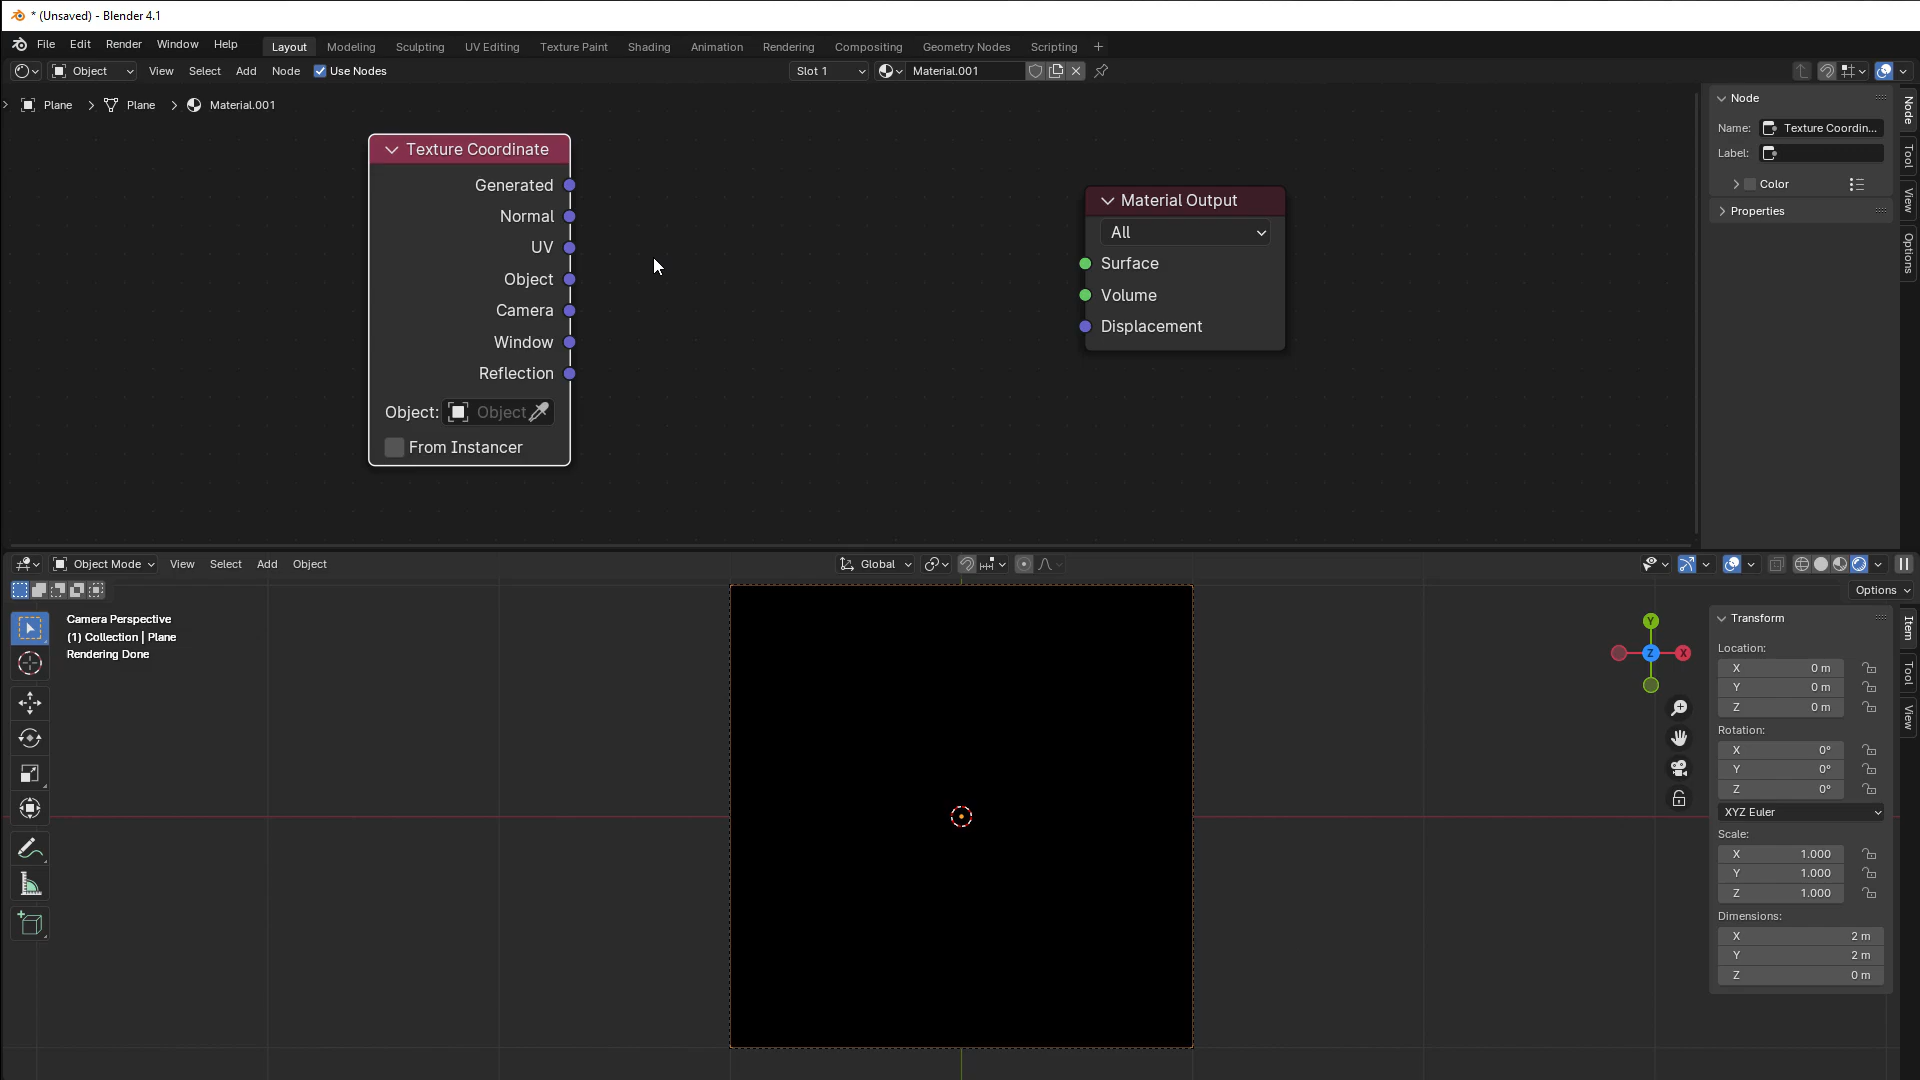 * (Unsaved) - Blender 4.1
File Edit Render Window Help Layout Modeling Sculpting UV Editing Texture Paint Shading Animation Rendering Compositing Geometry Nodes Scripting +
Object View Select Add Node Use Nodes Slot 1 Material.001
Plane Plane Material.001
Texture Coordinate
Generated
Normal
UV
Object
Camera
Window
Reflection
Object: Object
From Instancer
Material Output
All
Surface
Volume
Displacement
Node
Name: Texture Coordin...
Label:
Color
Properties
Node
Tool
View
Options
Object Mode View Select Add Object Global
Options
Camera Perspective
(1) Collection | Plane
Rendering Done
Y
Z
X
Transform
Location:
X 0 m
Y 0 m
Z 0 m
Rotation:
X 0°
Y 0°
Z 0°
XYZ Euler
Scale:
X 1.000
Y 1.000
Z 1.000
Dimensions:
X 2 m
Y 2 m
Z 0 m
Item
Tool
View